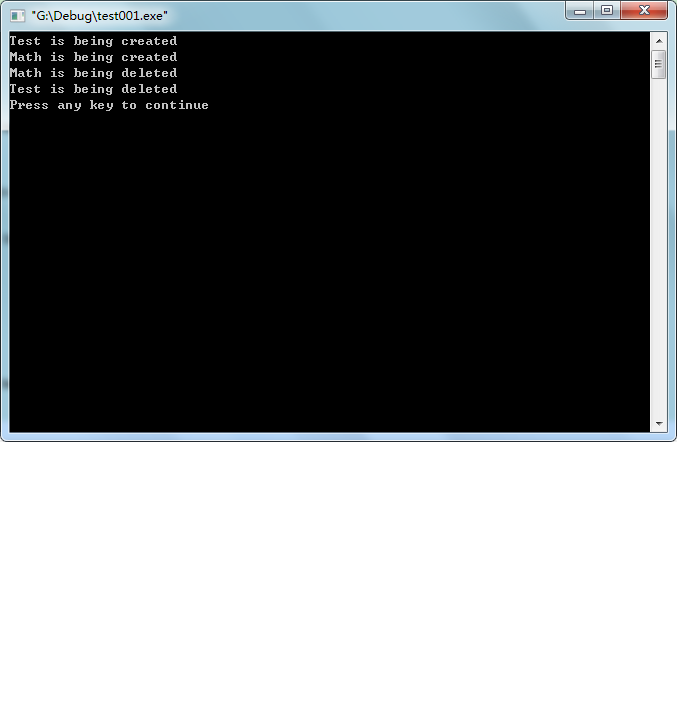 "G:\Debug\test001.exe"
Test is being created
Math is being created
Math is being deleted
Test is being deleted
Press any key to continue